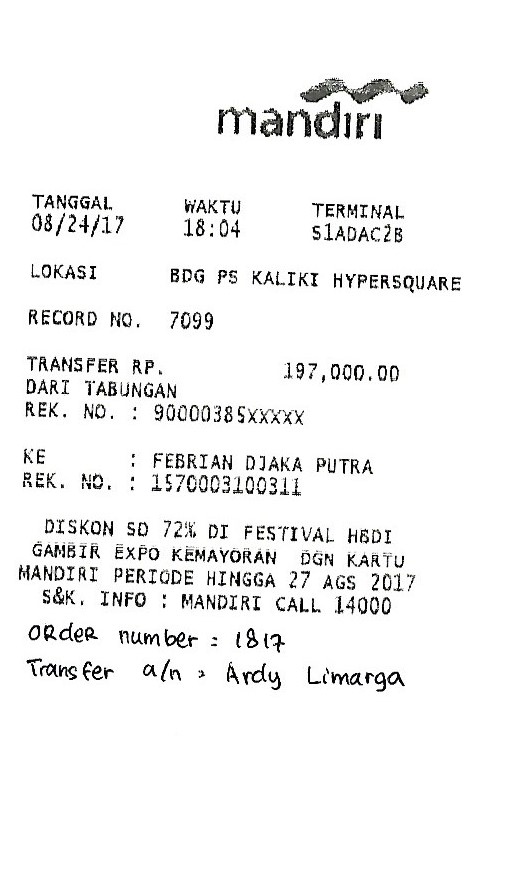 mandiri
TANGGAL WAKTU TERMINAL
08/24/17 18:04 S1ADAC2B
LOKASI BDG PS KALIKI HYPERSQUARE
RECORD NO. 7099
TRANSFER RP. 197,000.00
DARI TABUNGAN
REK. NO. : 90000385XXXXX
KE : FEBRIAN DJAKA PUTRA
REK. NO. : 1570003100311
DISKON SD 72% DI FESTIVAL HBDI
GAMBIR EXPO KEMAYORAN DGN KARTU
MANDIRI PERIODE HINGGA 27 AGS 2017
S&K. INFO : MANDIRI CALL 14000
Order number : 1817
Transfer a/n : Ardy Limarga